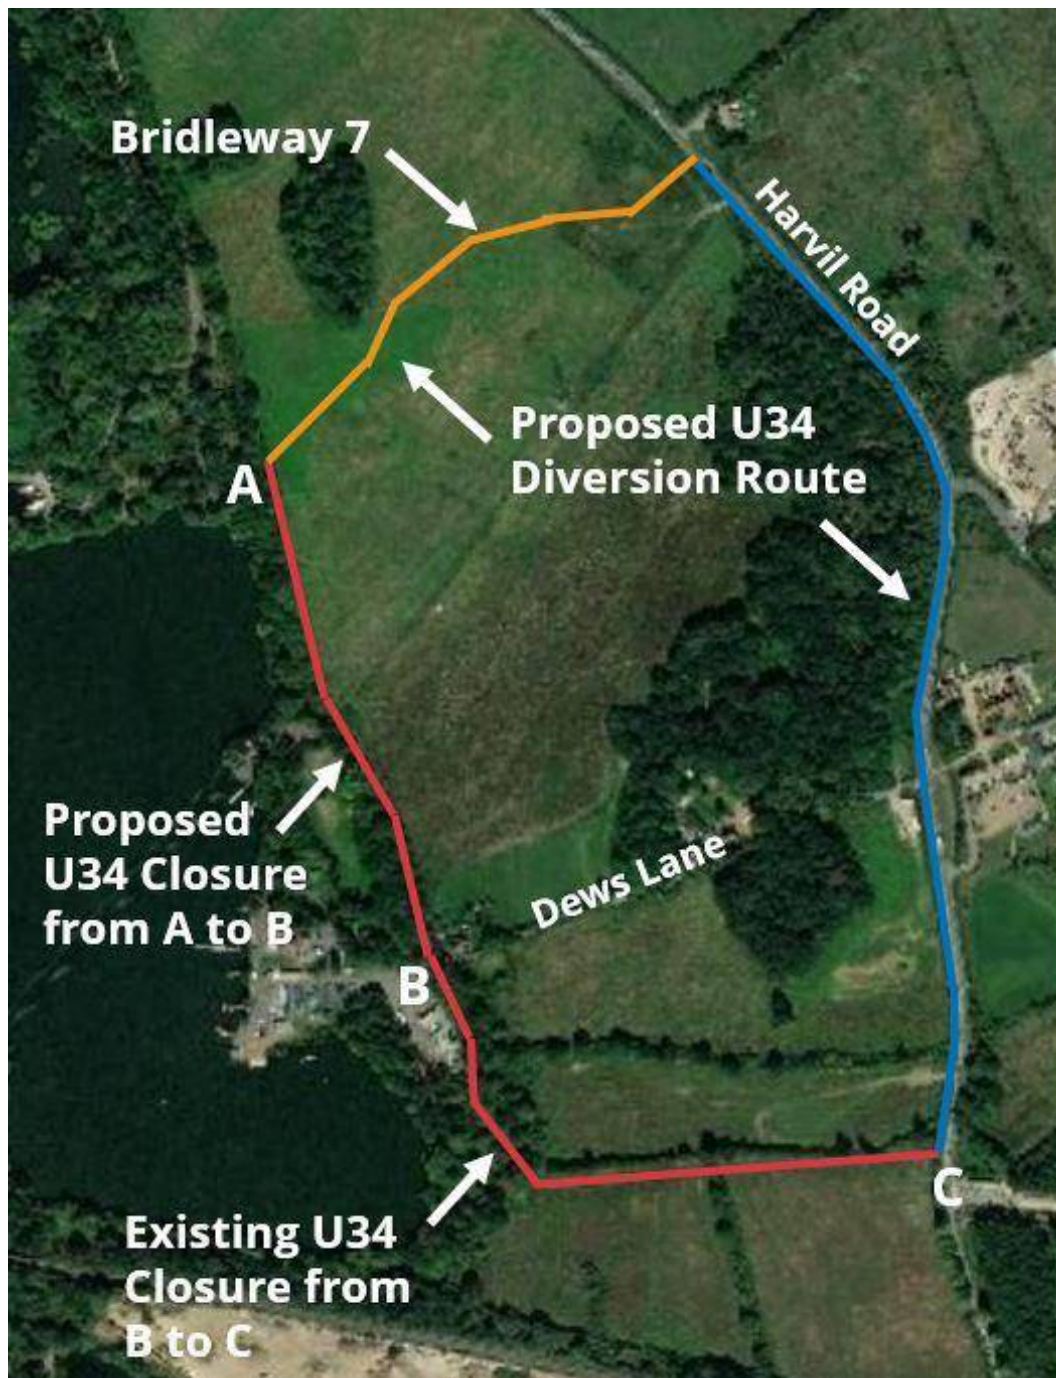 Bridleway 7
Harvil Road
Proposed U34
Diversion Route
A
Proposed
U34 Closure
from A to B
Dews Lane
B
C
Existing U34
Closure from
B to C